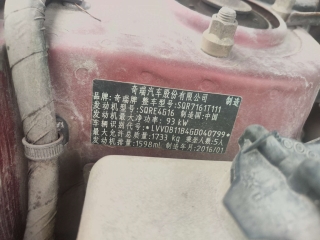 奇瑞汽车股份有限公司 制造
品牌:奇瑞牌 整车型号:SQR7161T111
发动机型号:SQRE4G16 制造国:中国
发动机最大净功率:93 kW
车辆识别代号:*LVVDB11B4GD040799*
最大允许总质量:1733 kg 乘坐人数:5人
发动机排量:1598mL 制造年月:2016/01